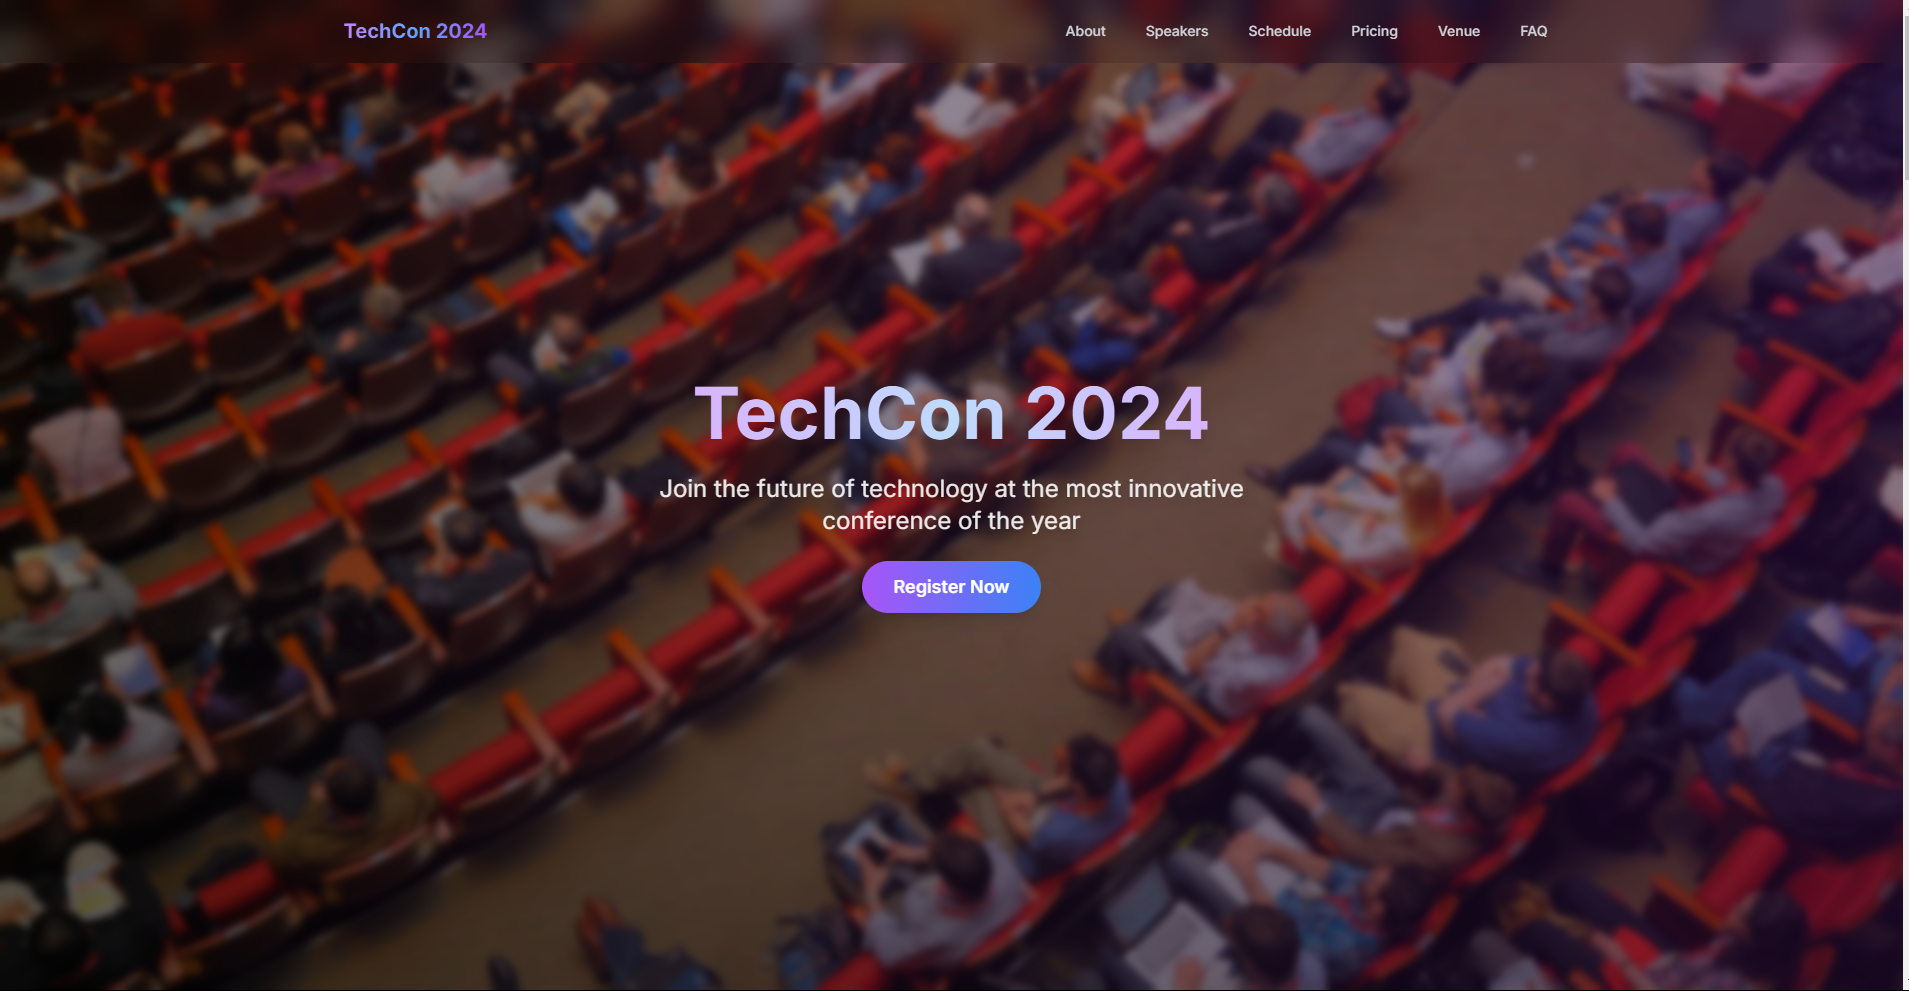 TechCon 2024
About
Speakers
Schedule
Pricing
Venue
FAQ
TechCon 2024
Join the future of technology at the most innovative
conference of the year
Register Now